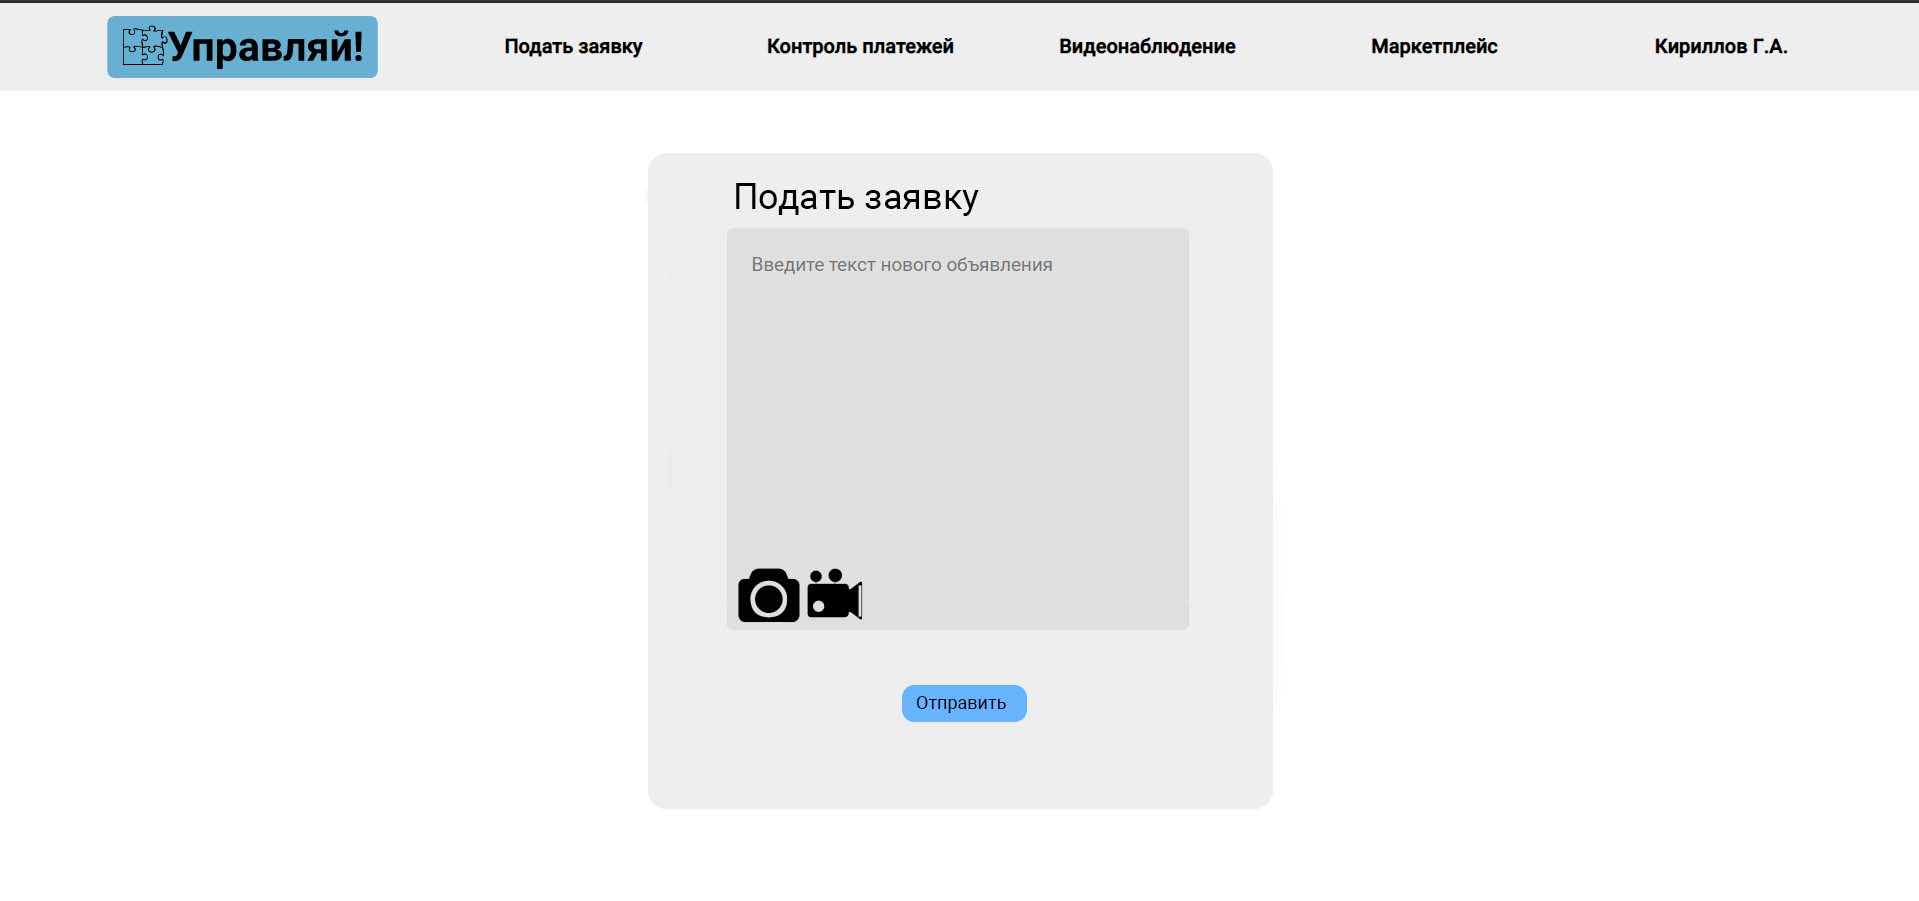 Управляй!
Подать заявку
Контроль платежей
Видеонаблюдение
Маркетплейс
Кириллов Г.А.
Подать заявку
Введите текст нового объявления
Отправить